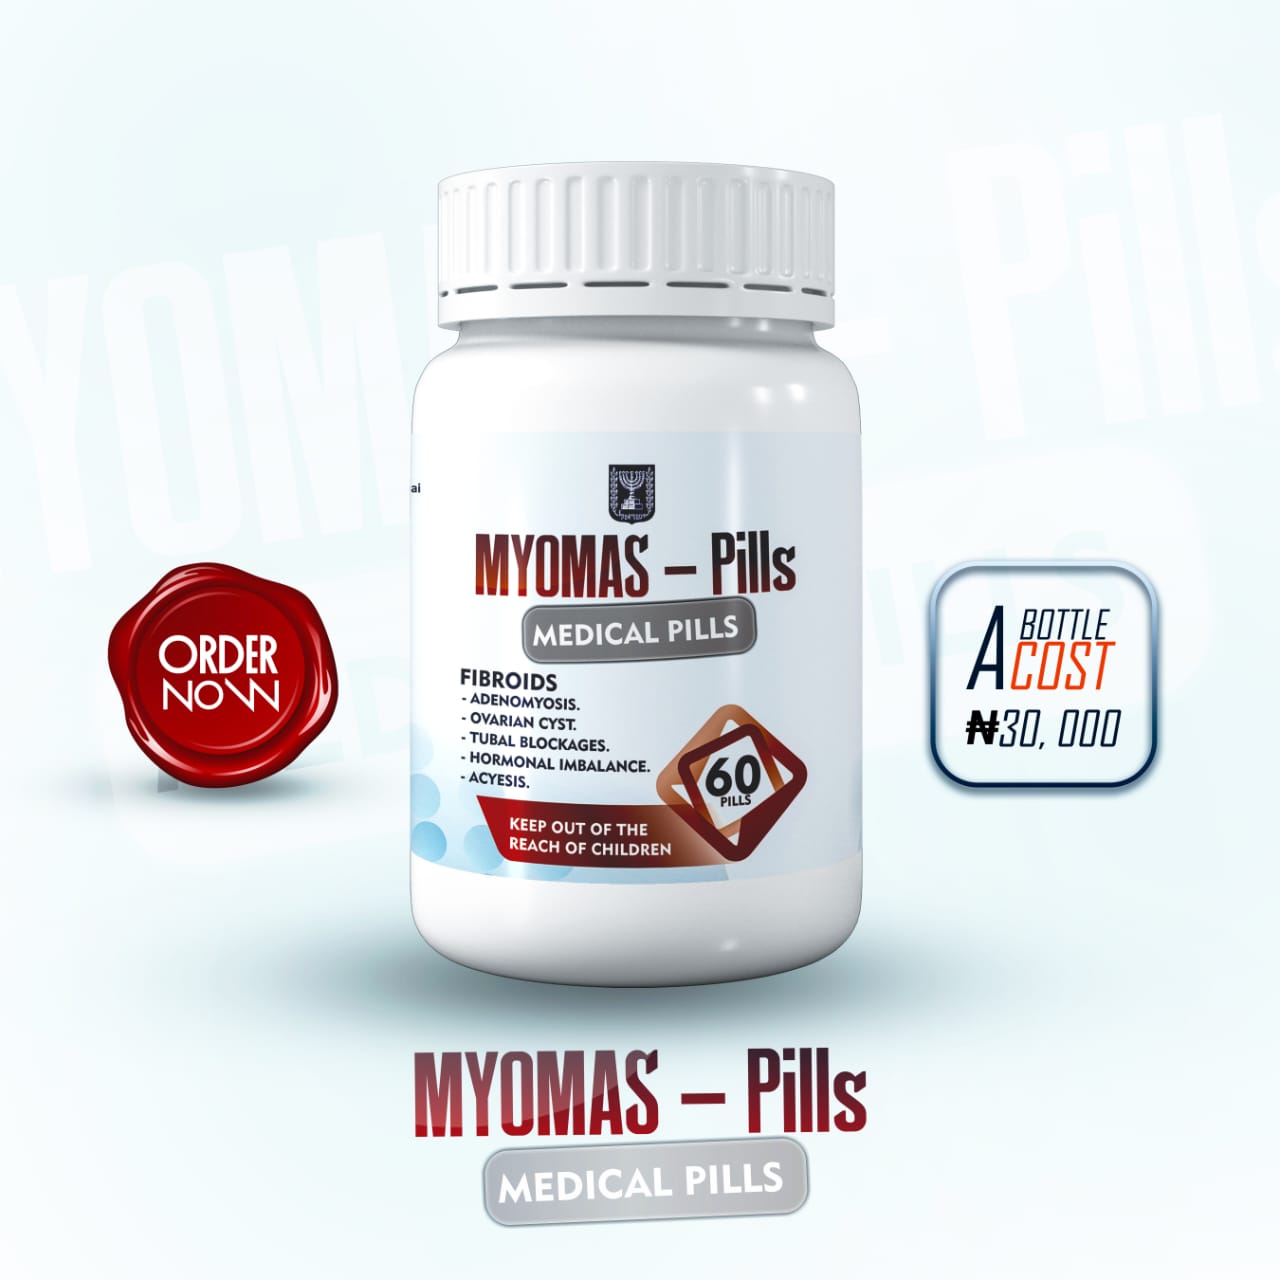 MYOMAS – Pills
MEDICAL PILLS
FIBROIDS
- ADENOMYOSIS.
- OVARIAN CYST.
- TUBAL BLOCKAGES.
- HORMONAL IMBALANCE.
- ACYESIS.
60
PILLS
KEEP OUT OF THE
REACH OF CHILDREN
ORDER
NOW
A BOTTLE
COST
₦30, 000
MYOMAS – Pills
MEDICAL PILLS